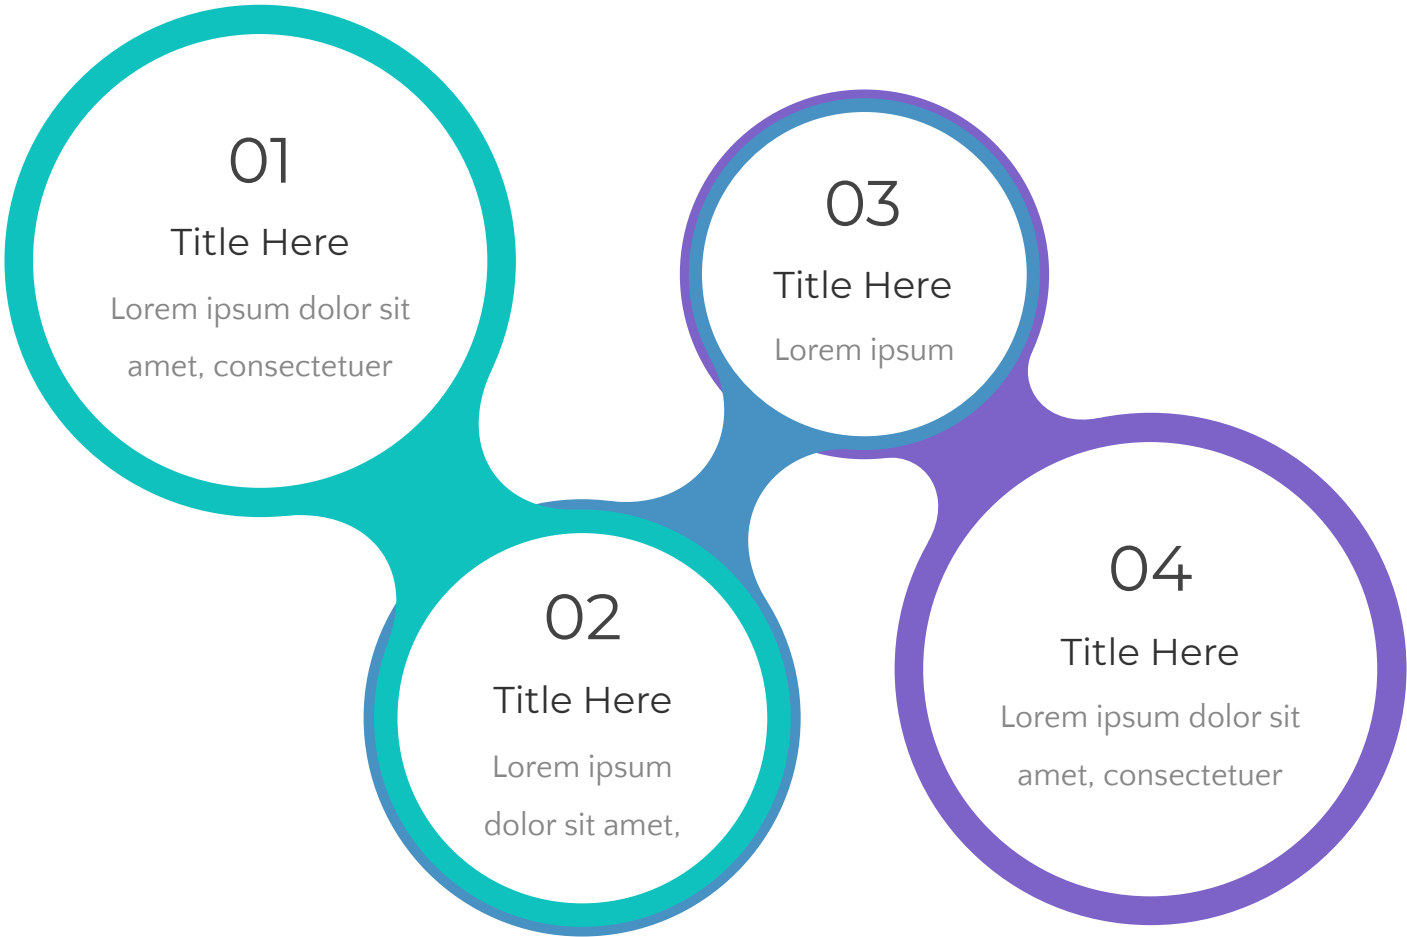 01
Title Here
Lorem ipsum dolor sit
amet, consectetuer
02
Title Here
Lorem ipsum
dolor sit amet,
03
Title Here
Lorem ipsum
04
Title Here
Lorem ipsum dolor sit
amet, consectetuer